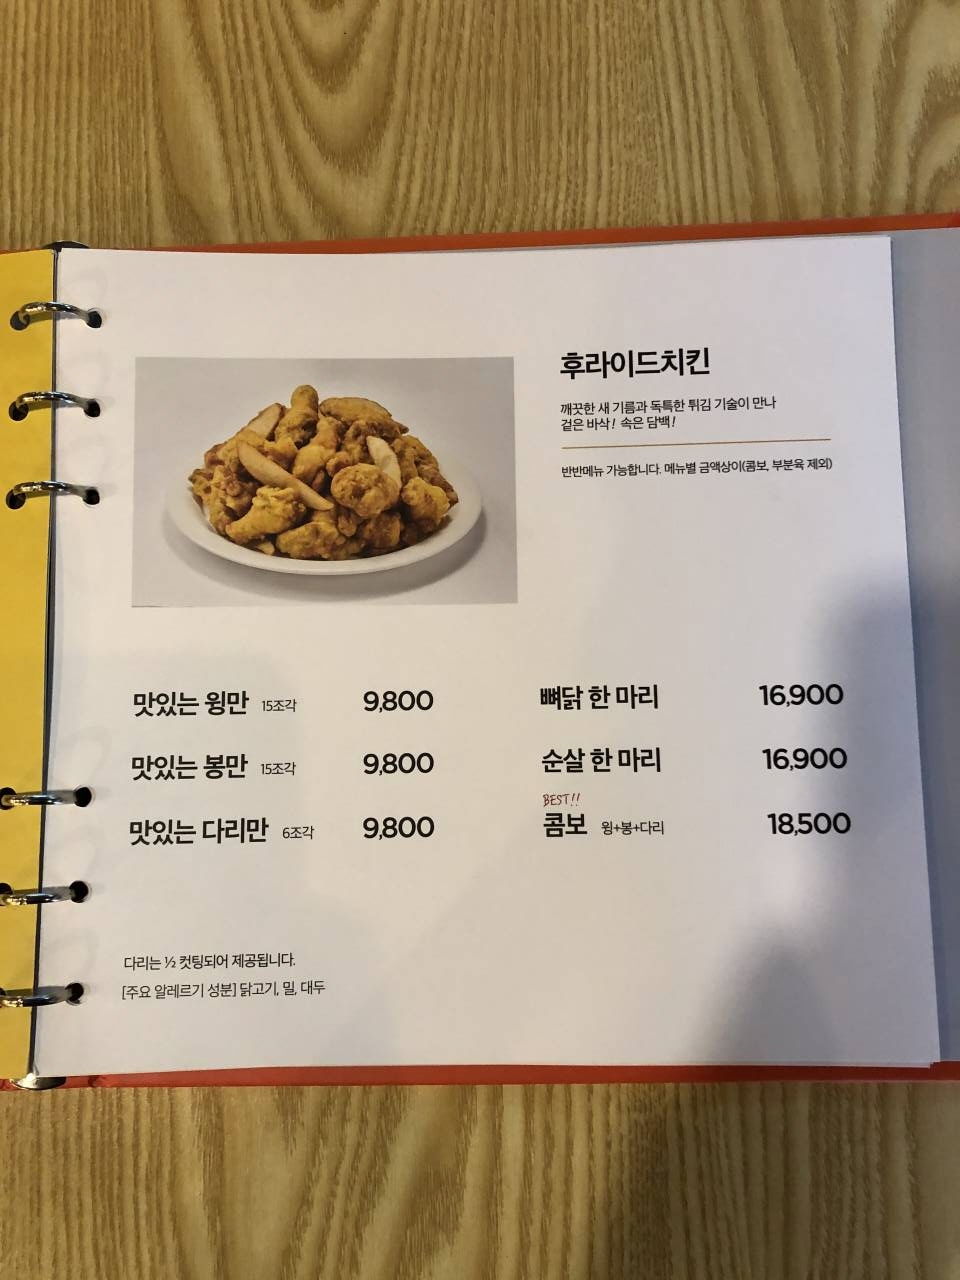 후라이드치킨
깨끗한 새 기름과 독특한 튀김 기술이 만나
겉은 바삭! 속은 담백!
반반메뉴 가능합니다. 메뉴별 금액상이(콤보, 부분육 제외)
맛있는 윙만 15조각 9,800
맛있는 봉만 15조각 9,800
맛있는 다리만 6조각 9,800
뼈닭 한 마리 16,900
순살 한 마리 16,900
BEST!!
콤보 윙+봉+다리 18,500
다리는 ½ 컷팅되어 제공됩니다.
[주요 알레르기 성분] 닭고기, 밀, 대두